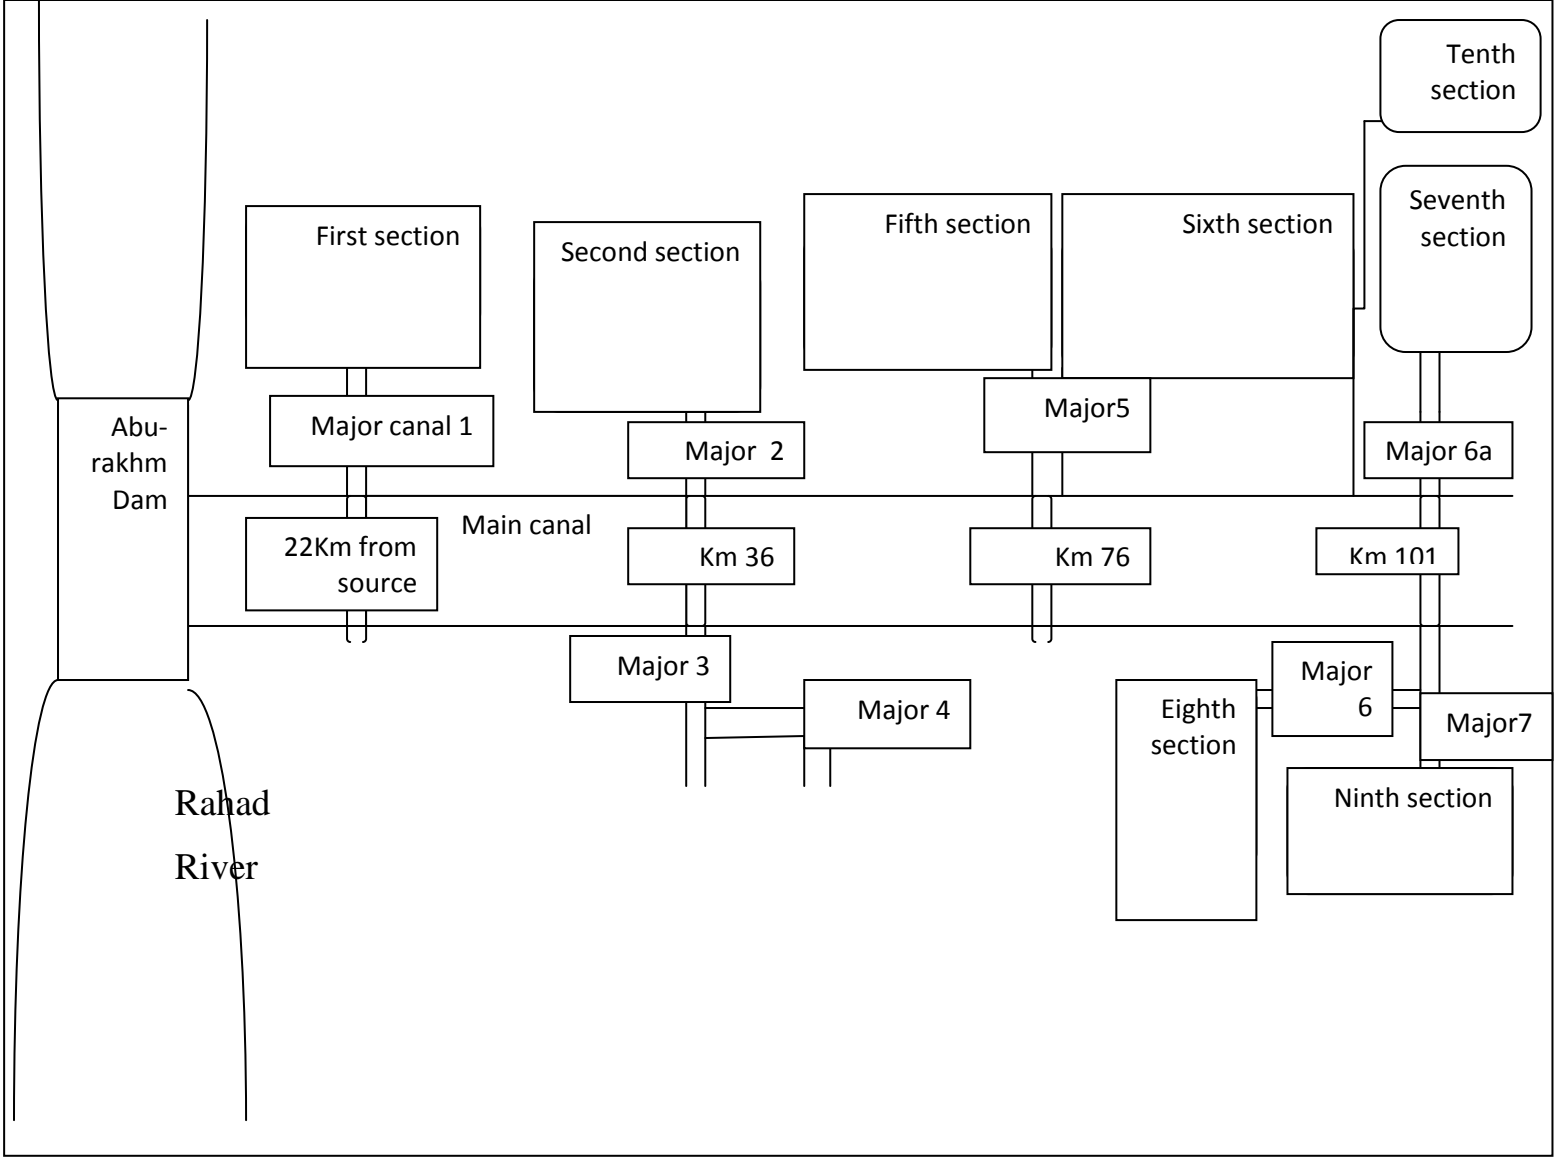 Tenth
section
Seventh
section
First section
Second section
Fifth section
Sixth section
Abu-
rakhm
Dam
Major canal 1
Major  2
Major5
Major 6a
Main canal
22Km from
source
Km 36
Km 76
Km 101
Major 3
Major 4
Major
6
Major7
Eighth
section
Ninth section
Rahad
River